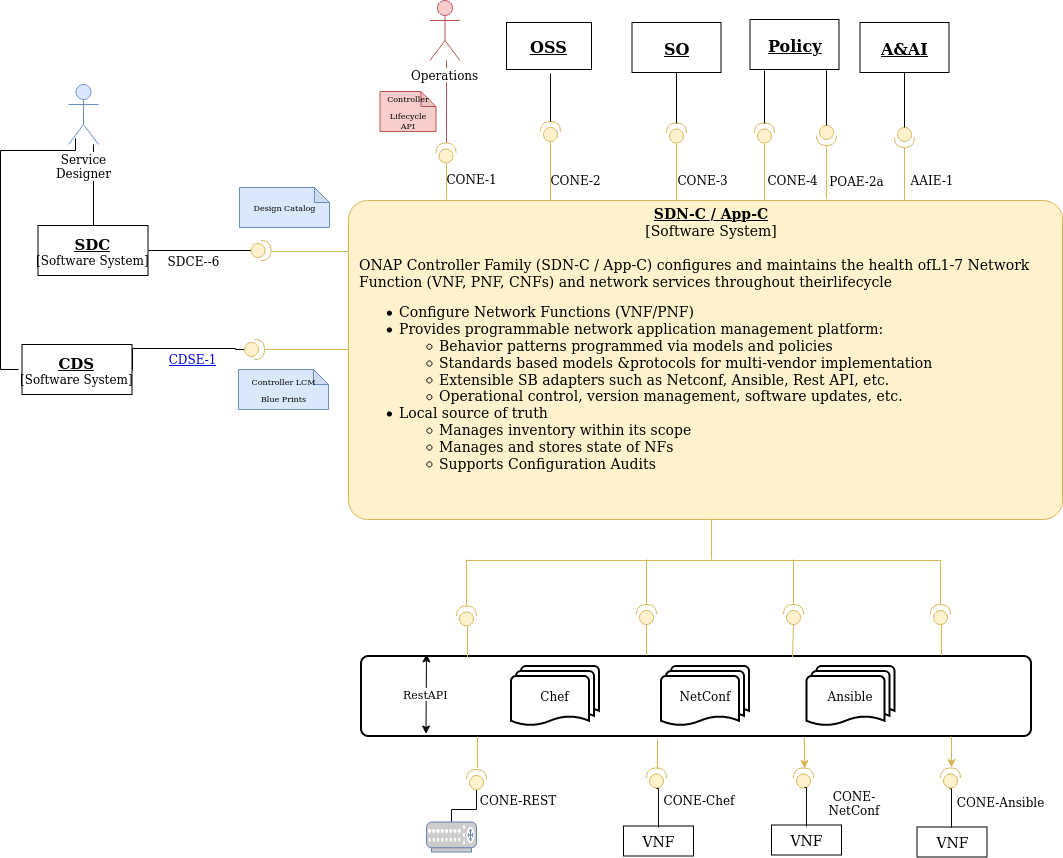 Operations
Controller
Lifecycle
API
OSS
SO
Policy
A&AI
Service
Designer
CONE-1
CONE-2
CONE-3
CONE-4
POAE-2a
AAIE-1
Design Catalog
SDC
[Software System]
SDCE--6
CDS
[Software System]
CDSE-1
Controller LCM
Blue Prints
SDN-C / App-C
[Software System]
ONAP Controller Family (SDN-C / App-C) configures and maintains the health ofL1-7 Network
Function (VNF, PNF, CNFs) and network services throughout theirlifecycle
• Configure Network Functions (VNF/PNF)
• Provides programmable network application management platform:
○ Behavior patterns programmed via models and policies
○ Standards based models &protocols for multi-vendor implementation
○ Extensible SB adapters such as Netconf, Ansible, Rest API, etc.
○ Operational control, version management, software updates, etc.
• Local source of truth
○ Manages inventory within its scope
○ Manages and stores state of NFs
○ Supports Configuration Audits
RestAPI
Chef
NetConf
Ansible
CONE-REST
CONE-Chef
CONE-
NetConf
CONE-Ansible
VNF
VNF
VNF